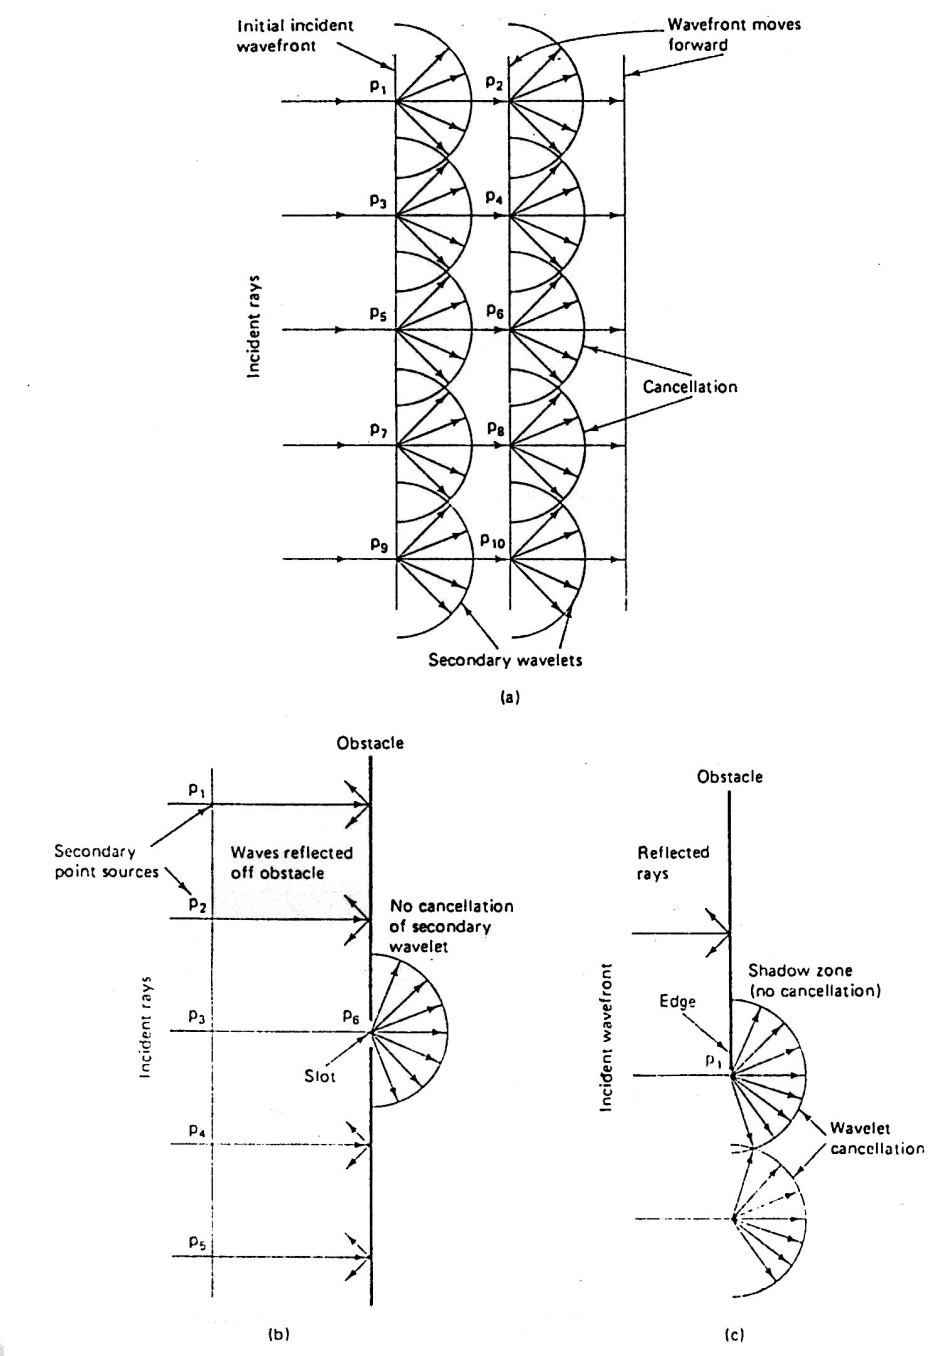 Initial incident
wavefront
Wavefront moves
forward
p1
p2
p3
p4
Incident rays
p5
p6
Cancellation
p7
p8
p9
p10
Secondary wavelets
(a)
Obstacle
p1
Secondary
point sources
Waves reflected
off obstacle
p2
No cancellation
of secondary
wavelet
Incident rays
p3
p6
Slot
p4
p5
(b)
Obstacle
Reflected
rays
Shadow zone
(no cancellation)
Edge
Incident wavefront
p1
Wavelet
cancellation
(c)